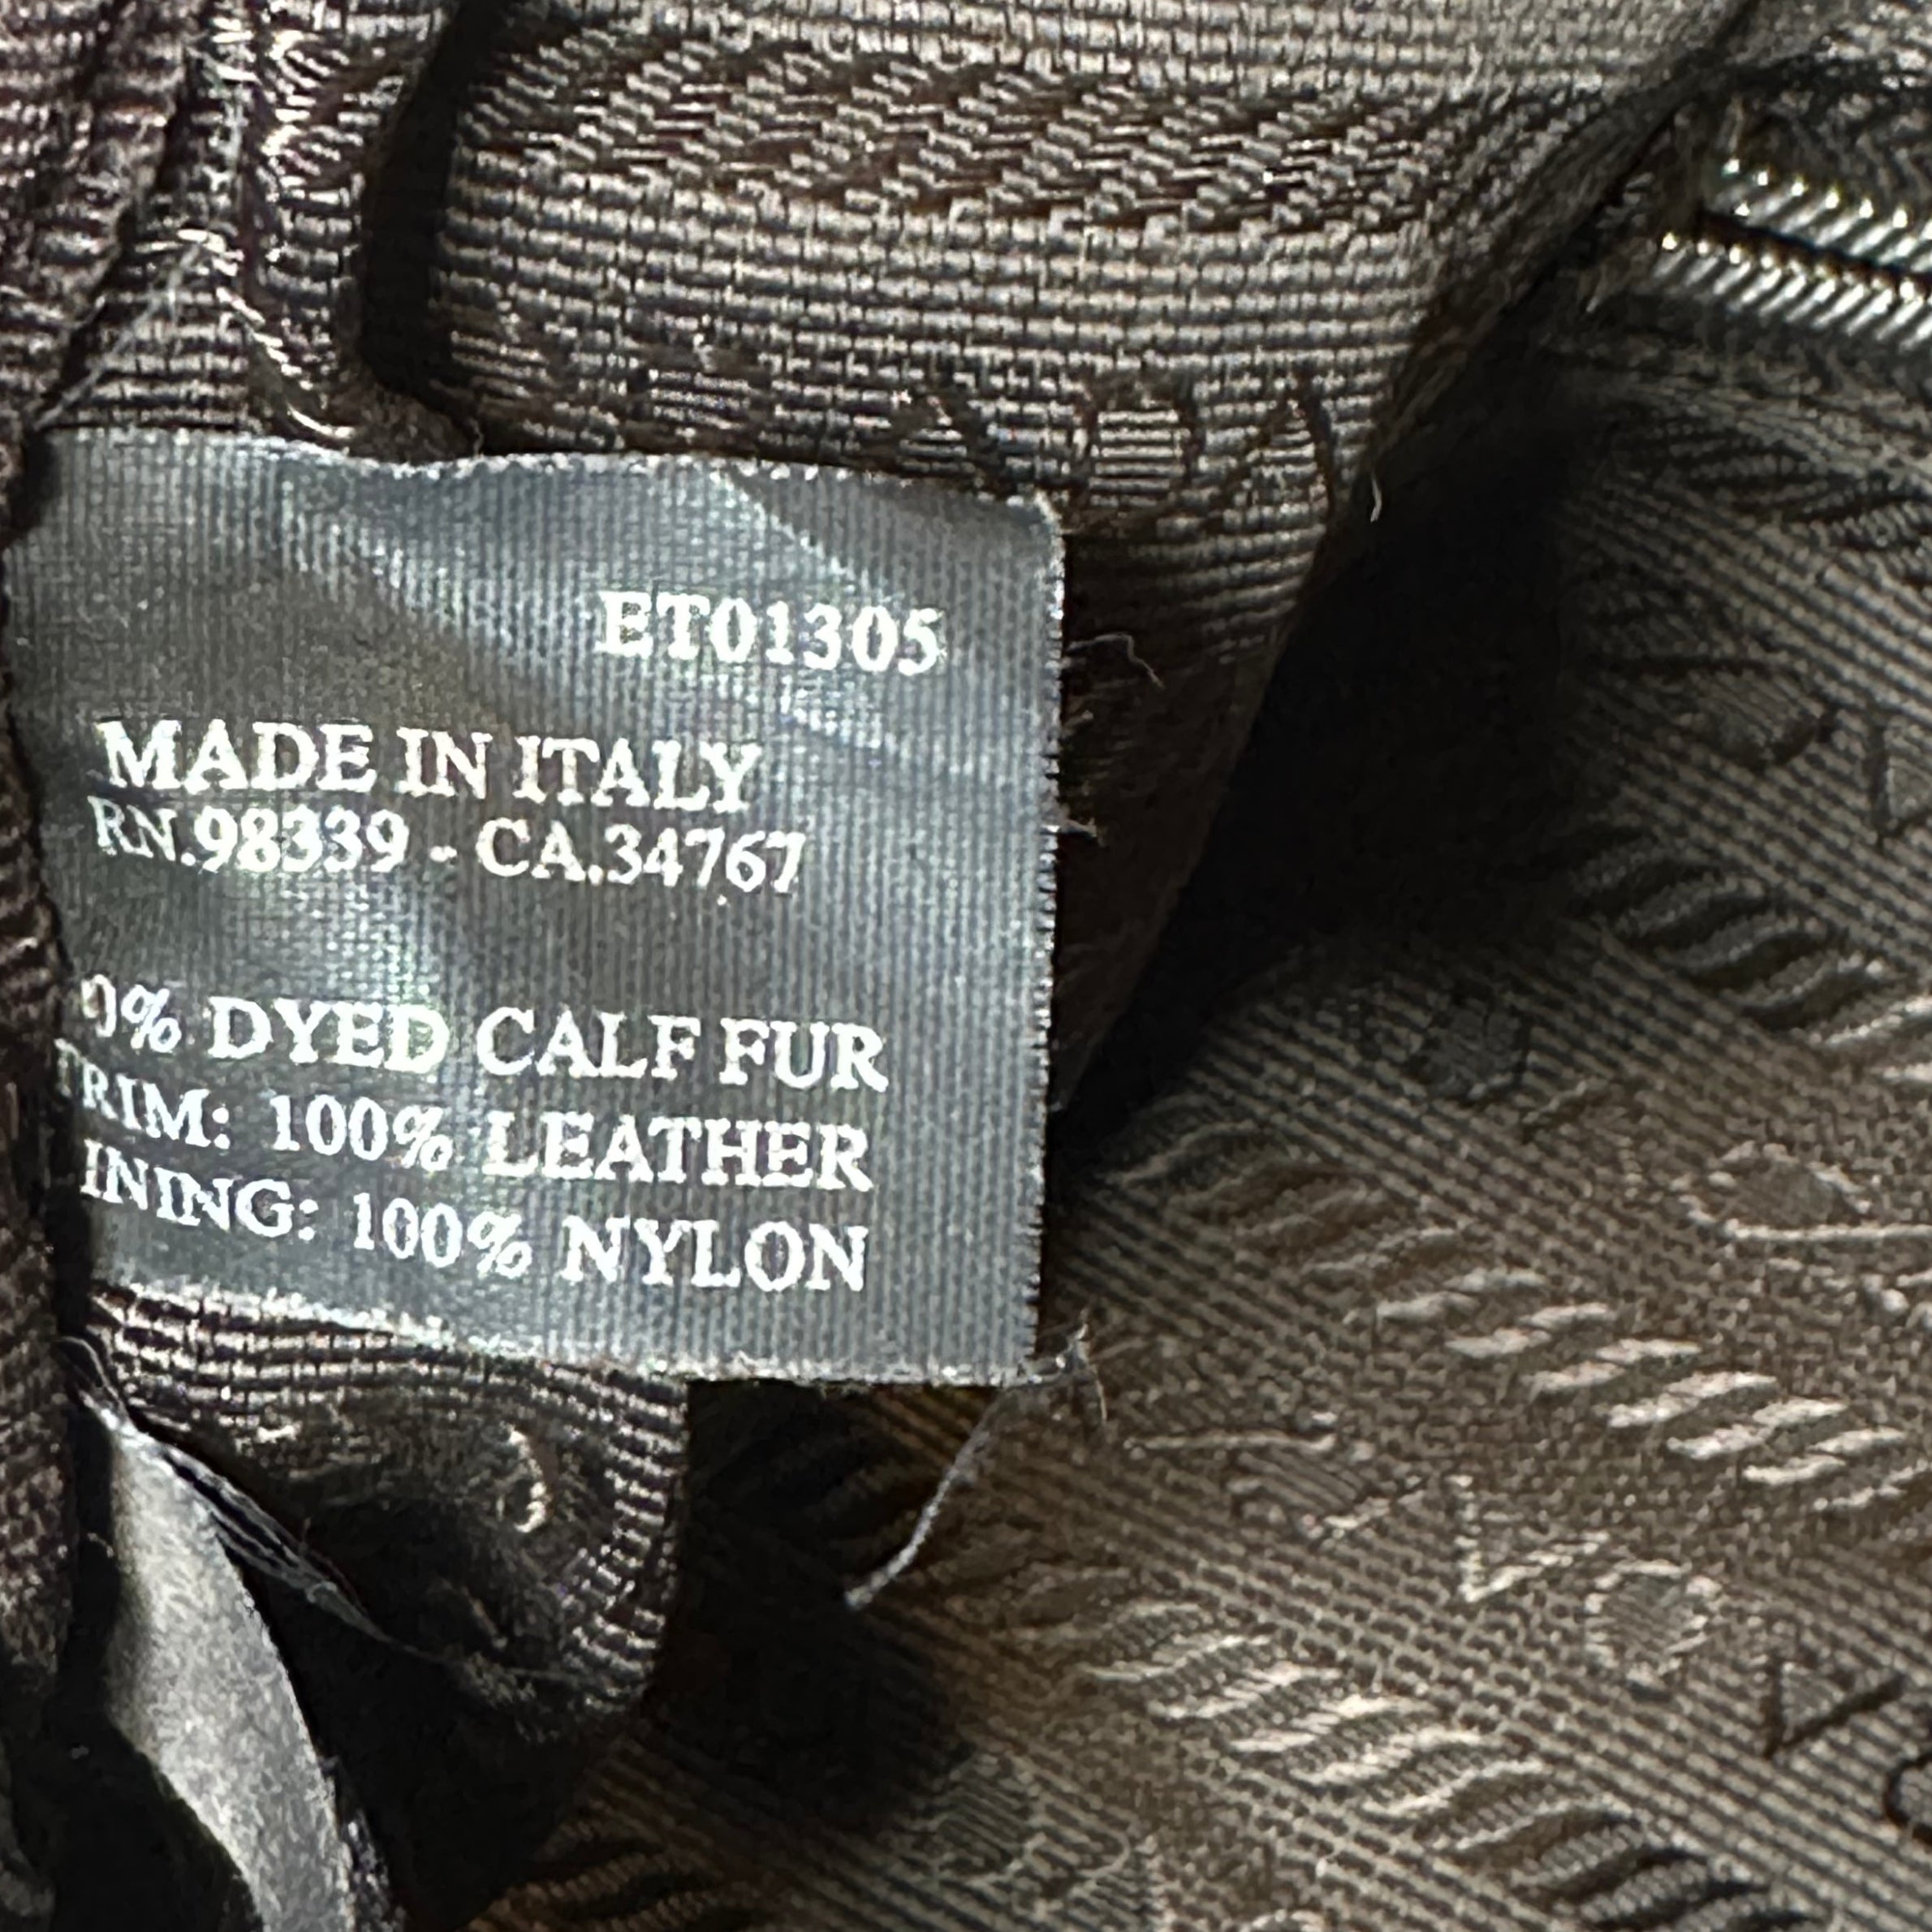 ET01305
MADE IN ITALY
RN.98339 - CA.34767
0% DYED CALF FUR
TRIM: 100% LEATHER
INING: 100% NYLON